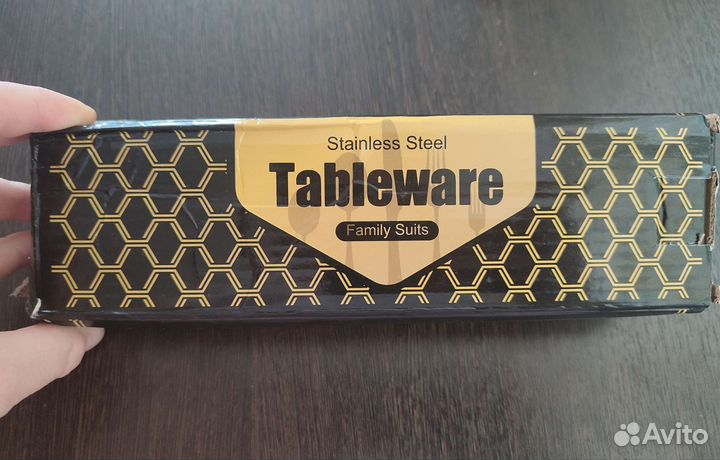 Stainless Steel
Tableware
Family Suits
Avito